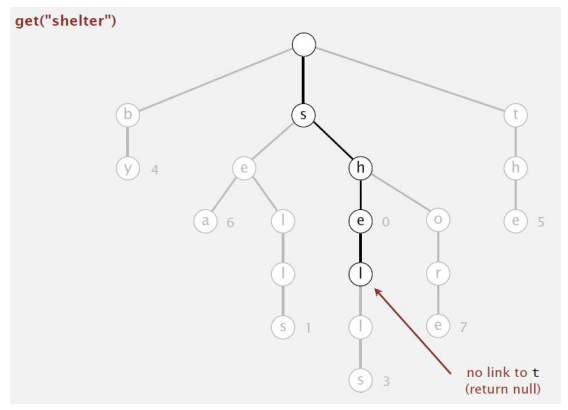 get("shelter")
b s t
y 4 e h h
a 6 l e 0 o e 5
l l r
s 1 l e 7
s 3
no link to t
(return null)